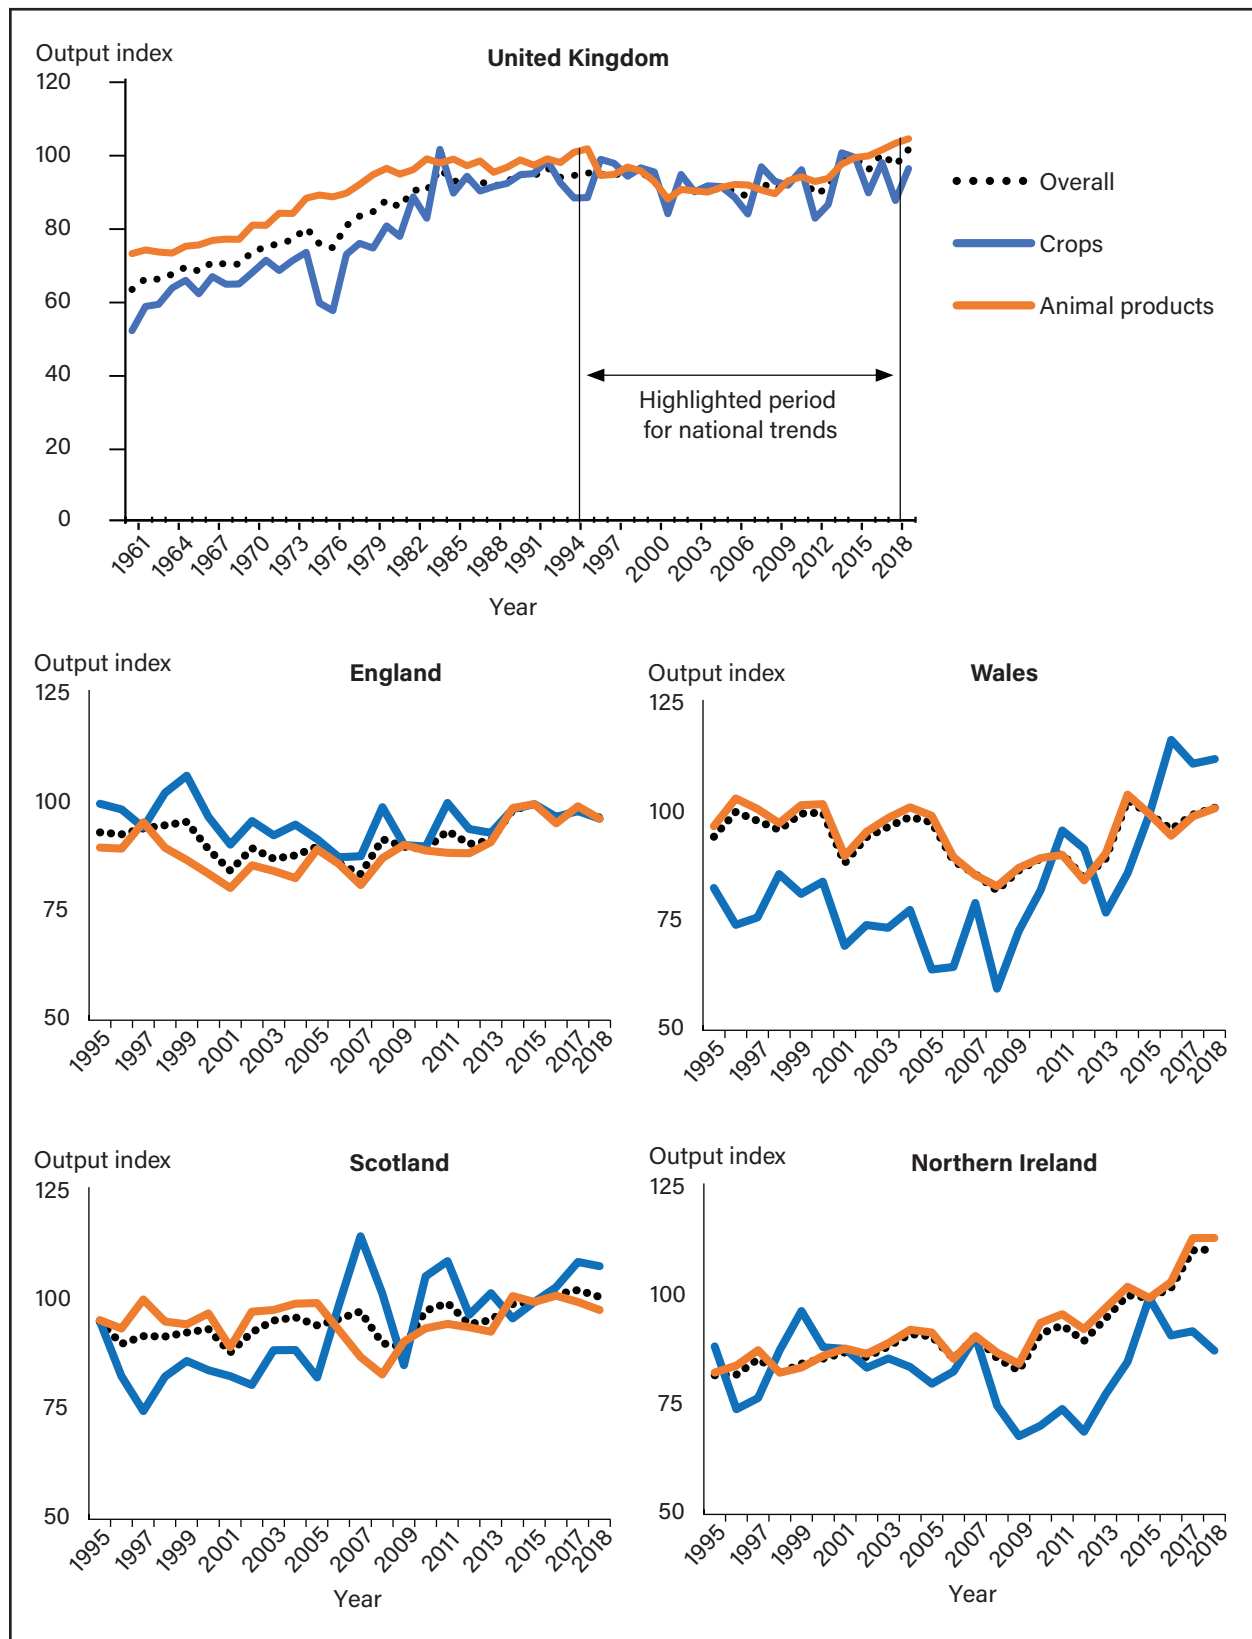 Output index
United Kingdom
120
100
80
60
40
20
0
Overall
Crops
Animal products
Highlighted period
for national trends
1961 1964 1967 1970 1973 1976 1979 1982 1985 1988 1991 1994 1997 2000 2003 2006 2009 2012 2015 2018
Year
Output index
England
125
100
75
50
1995 1997 1999 2001 2003 2005 2007 2009 2011 2013 2015 2017 2018
Output index
Wales
125
100
75
50
1995 1997 1999 2001 2003 2005 2007 2009 2011 2013 2015 2017 2018
Output index
Scotland
125
100
75
50
1995 1997 1999 2001 2003 2005 2007 2009 2011 2013 2015 2017 2018
Year
Output index
Northern Ireland
125
100
75
50
1995 1997 1999 2001 2003 2005 2007 2009 2011 2013 2015 2017 2018
Year